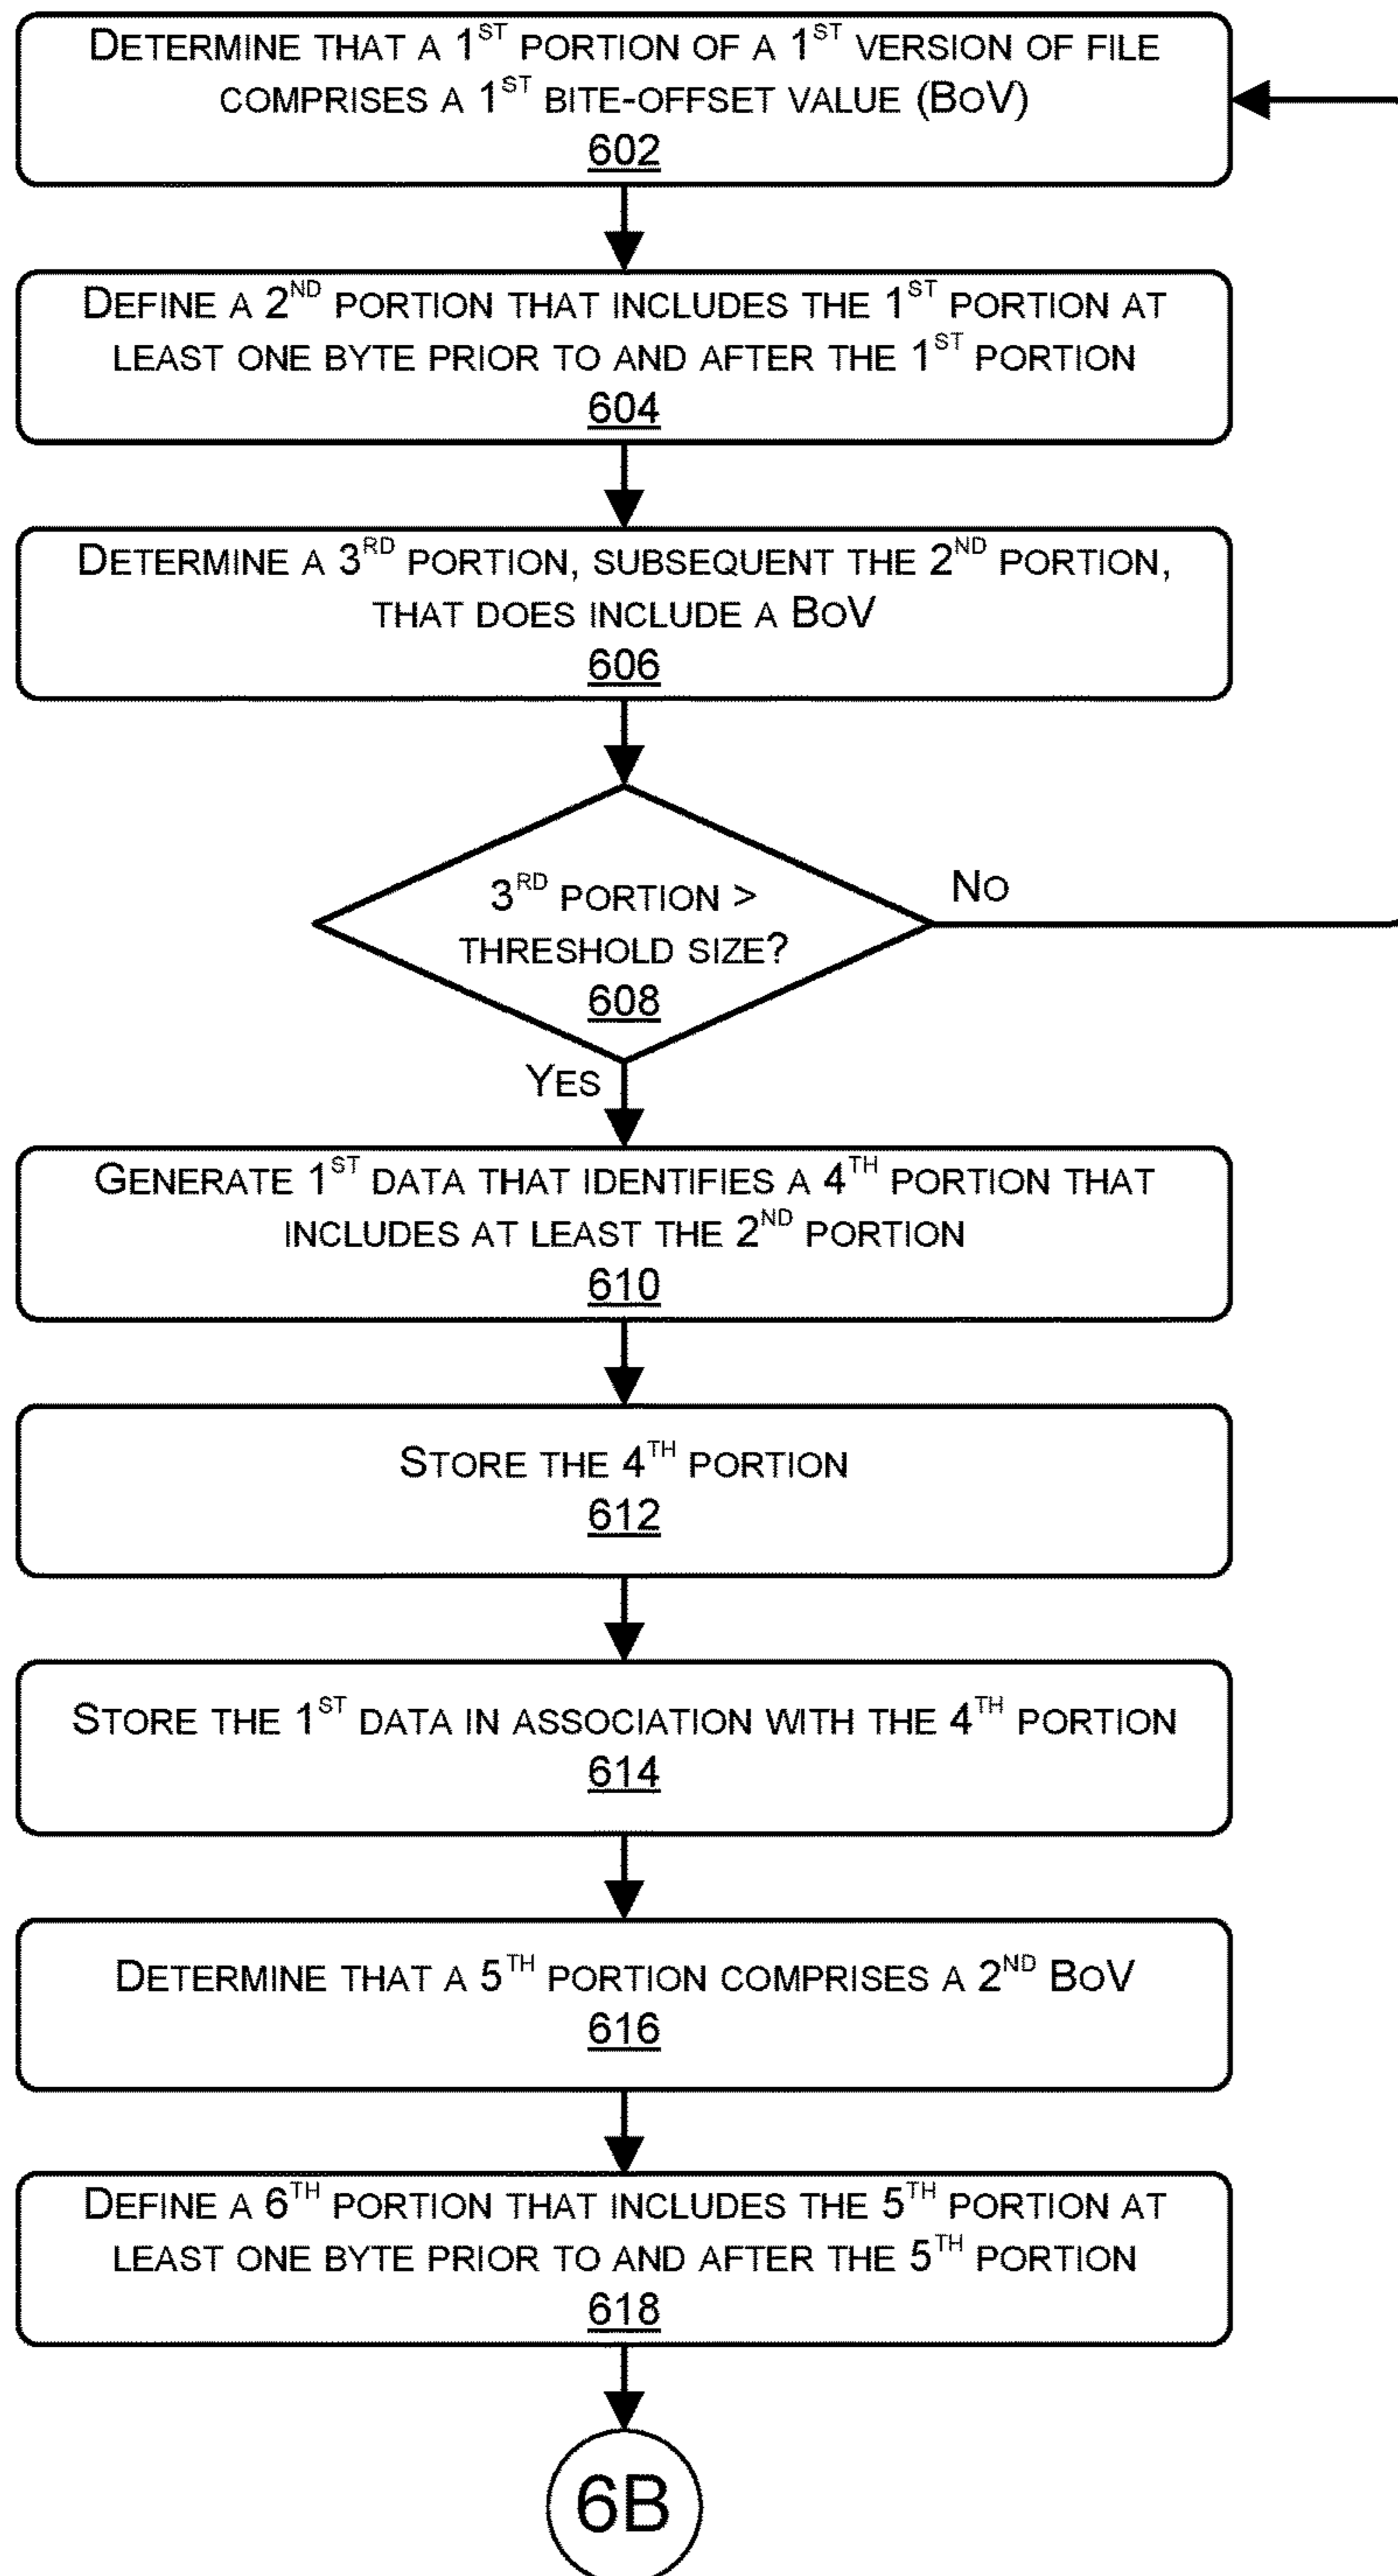 DETERMINE THAT A 1ST PORTION OF A 1ST VERSION OF FILE
COMPRISES A 1ST BITE-OFFSET VALUE (BOV)
602
DEFINE A 2ND PORTION THAT INCLUDES THE 1ST PORTION AT
LEAST ONE BYTE PRIOR TO AND AFTER THE 1ST PORTION
604
DETERMINE A 3RD PORTION, SUBSEQUENT THE 2ND PORTION,
THAT DOES INCLUDE A BOV
606
3RD PORTION >
THRESHOLD SIZE?
608
NO
YES
GENERATE 1ST DATA THAT IDENTIFIES A 4TH PORTION THAT
INCLUDES AT LEAST THE 2ND PORTION
610
STORE THE 4TH PORTION
612
STORE THE 1ST DATA IN ASSOCIATION WITH THE 4TH PORTION
614
DETERMINE THAT A 5TH PORTION COMPRISES A 2ND BOV
616
DEFINE A 6TH PORTION THAT INCLUDES THE 5TH PORTION AT
LEAST ONE BYTE PRIOR TO AND AFTER THE 5TH PORTION
618
6B